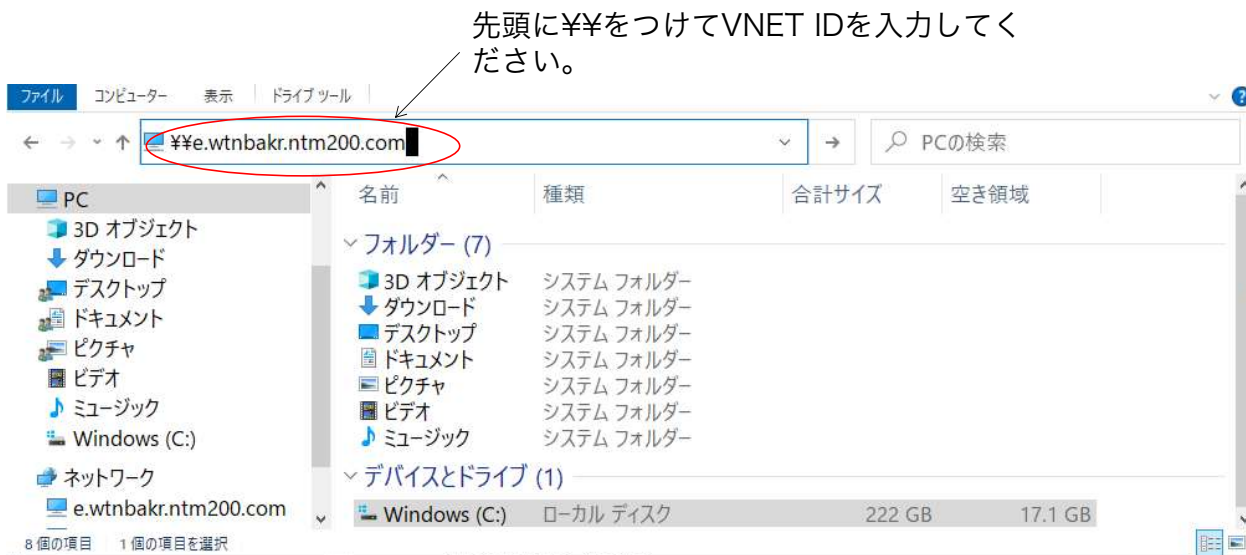 先頭に¥¥をつけてVNET IDを入力してく
ださい。
ファイル コンピューター 表示 ドライブ ツール
¥¥e.wtnbakr.ntm200.com PCの検索
PC
3D オブジェクト
ダウンロード
デスクトップ
ドキュメント
ピクチャ
ビデオ
ミュージック
Windows (C:)
ネットワーク
e.wtnbakr.ntm200.com
名前 種類 合計サイズ 空き領域
フォルダー (7)
3D オブジェクト システム フォルダー
ダウンロード システム フォルダー
デスクトップ システム フォルダー
ドキュメント システム フォルダー
ピクチャ システム フォルダー
ビデオ システム フォルダー
ミュージック システム フォルダー
デバイスとドライブ (1)
Windows (C:) ローカル ディスク 222 GB 17.1 GB
8 個の項目 1 個の項目を選択